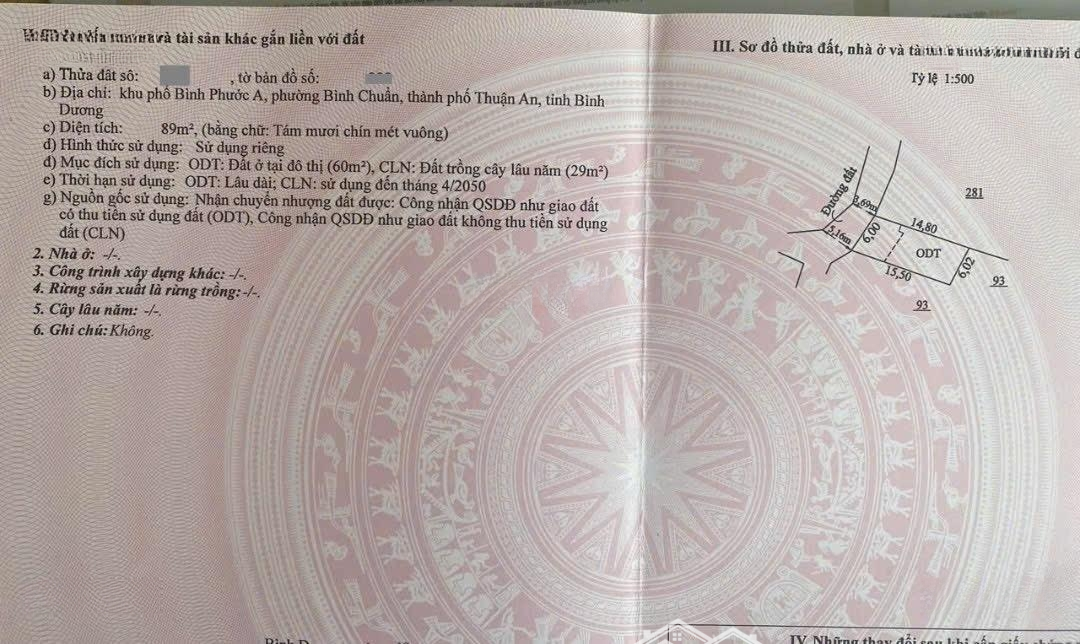 và tài sản khác gắn liền với đất
a) Thửa đất số: , tờ bản đồ số:
b) Địa chỉ: khu phố Bình Phước A, phường Bình Chuẩn, thành phố Thuận An, tỉnh Bình
Dương
c) Diện tích: 89m², (bằng chữ: Tám mươi chín mét vuông)
d) Hình thức sử dụng: Sử dụng riêng
đ) Mục đích sử dụng: ODT: Đất ở tại đô thị (60m²), CLN: Đất trồng cây lâu năm (29m²)
e) Thời hạn sử dụng: ODT: Lâu dài; CLN: sử dụng đến tháng 4/2050
g) Nguồn gốc sử dụng: Nhận chuyển nhượng đất được: Công nhận QSDĐ như giao đất
có thu tiền sử dụng đất (ODT), Công nhận QSDĐ như giao đất không thu tiền sử dụng
đất (CLN)
2. Nhà ở: -/-.
3. Công trình xây dựng khác: -/-.
4. Rừng sản xuất là rừng trồng: -/-.
5. Cây lâu năm: -/-.
6. Ghi chú: Không.
III. Sơ đồ thửa đất, nhà ở và
Tỷ lệ 1:500
Đường đất
281
8,69m
14,80
6,00
5,16m
ODT
6,02
15,50
93
93
IV. Những thay đổi sau khi